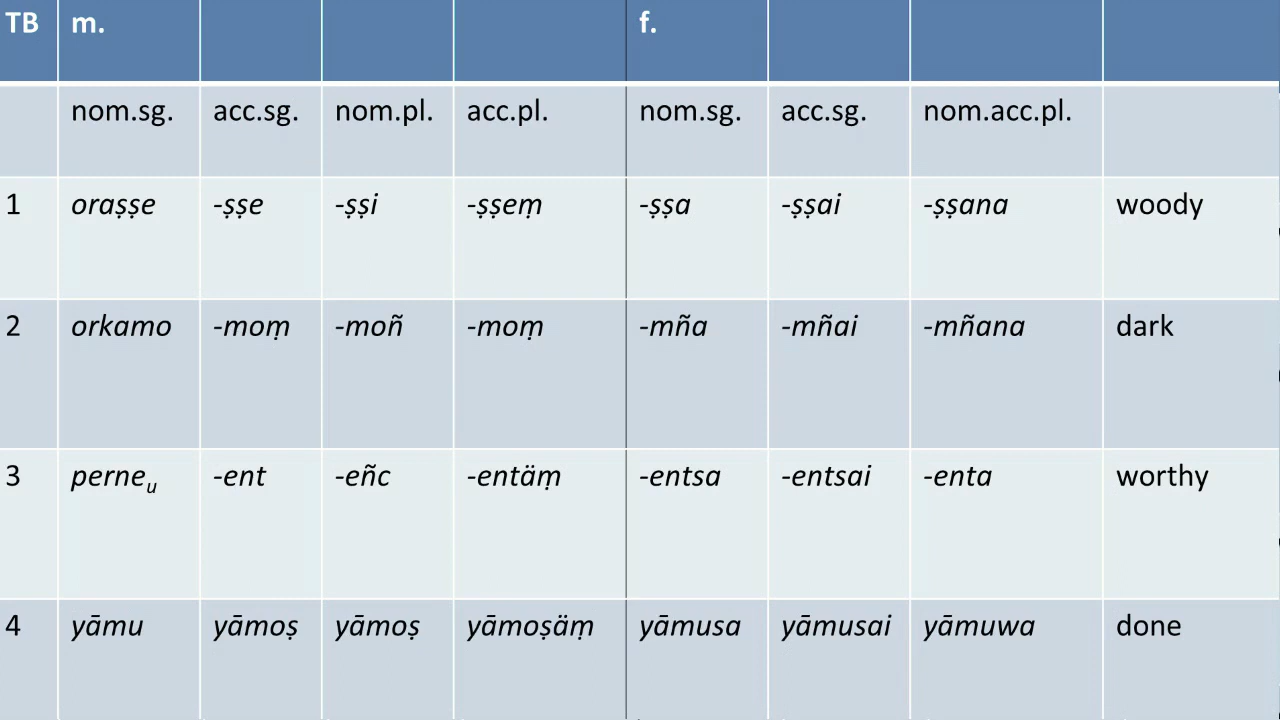 TB m. f.
nom.sg. acc.sg. nom.pl. acc.pl. nom.sg. acc.sg. nom.acc.pl.
1 oraṣṣe -ṣṣe -ṣṣi -ṣṣeṃ -ṣṣa -ṣṣai -ṣṣana woody
2 orkamo -moṃ -moñ -moṃ -mña -mñai -mñana dark
3 perneᵤ -ent -eñc -entäṃ -entsa -entsai -enta worthy
4 yāmu yāmoṣ yāmoṣ yāmoṣäṃ yāmusa yāmusai yāmuwa done